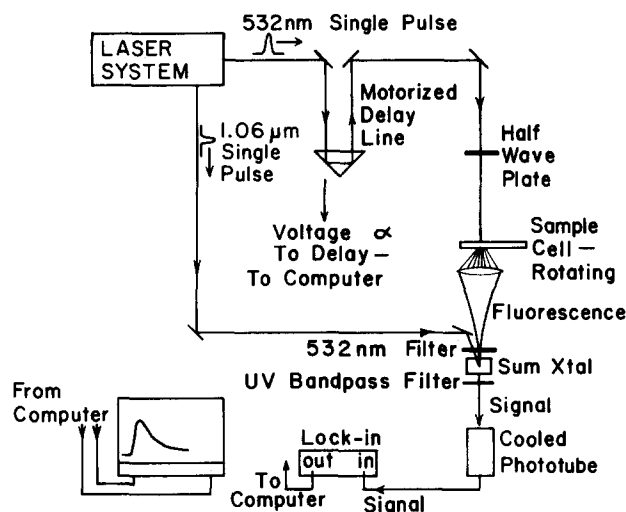 532nm Single Pulse
LASER
SYSTEM
1.06 µm
Single
Pulse
Motorized
Delay
Line
Half
Wave
Plate
Voltage α
To Delay –
To Computer
Sample
Cell –
Rotating
Fluorescence
532nm Filter
Sum Xtal
UV Bandpass Filter
Signal
From
Computer
Lock-in
out in
To
Computer
Signal
Cooled
Phototube